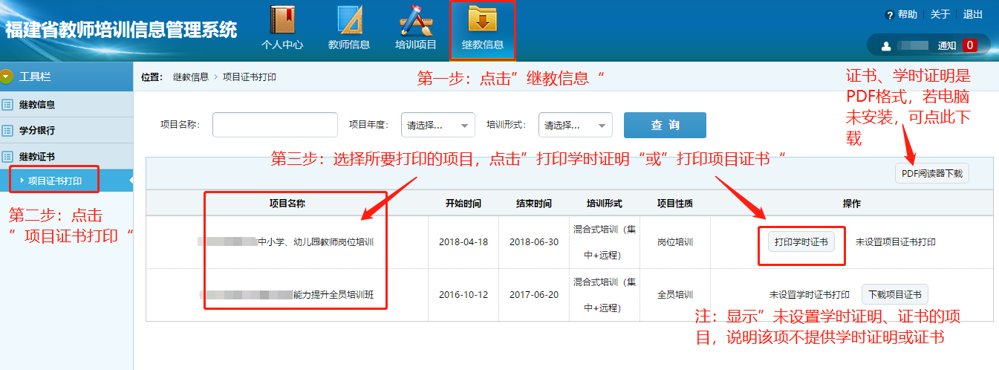 福建省教师培训信息管理系统
个人中心
教师信息
培训项目
继教信息
帮助
关于
退出
通知 0
工具栏
位置： 继教信息 > 项目证书打印
第一步：点击”继教信息“
证书、学时证明是
PDF格式，若电脑
未安装，可点此下
载
继教信息
学分银行
继教证书
项目证书打印
第二步：点击
”项目证书打印“
项目名称：
项目年度： 请选择...
培训形式： 请选择...
查 询
第三步：选择所要打印的项目，点击”打印学时证明“或”打印项目证书“
PDF阅读器下载
项目名称 开始时间 结束时间 培训形式 项目性质 操作
中小学、幼儿园教师岗位培训 2018-04-18 2018-06-30 混合式培训（集
中+远程） 岗位培训 打印学时证书 未设置项目证书打印
能力提升全员培训班 2016-10-12 2017-06-20 混合式培训（集
中+远程） 全员培训 未设置学时证书打印 下载项目证书
注：显示”未设置学时证明、证书的项
目，说明该项不提供学时证明或证书